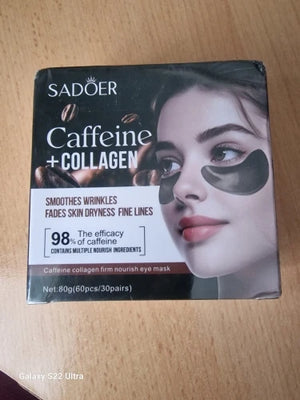 SADOER
Caffeine
+COLLAGEN
SMOOTHES WRINKLES
FADES SKIN DRYNESS FINE LINES
98% The efficacy
of caffeine
CONTAINS MULTIPLE NOURISH INGREDIENTS
Caffeine collagen firm nourish eye mask
Net:80g(60pcs/30pairs)
Galaxy S22 Ultra